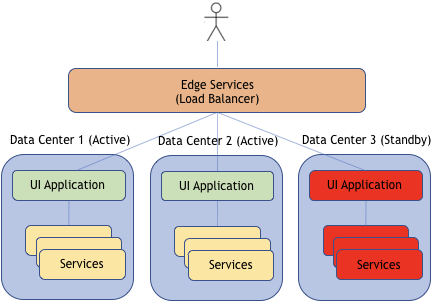 Edge Services
(Load Balancer)
Data Center 1 (Active)
Data Center 2 (Active)
Data Center 3 (Standby)
UI Application
UI Application
UI Application
Services
Services
Services